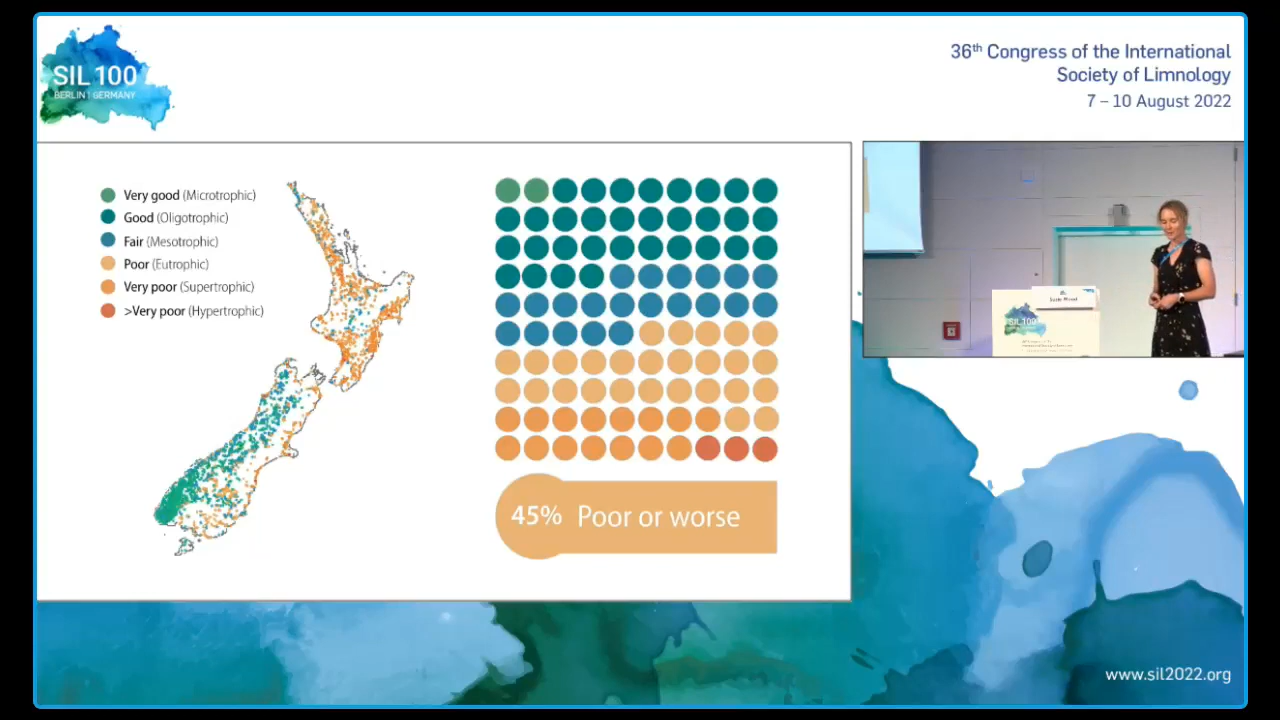 SIL 100
BERLIN | GERMANY
36th Congress of the International
Society of Limnology
7 – 10 August 2022
Very good (Microtrophic)
Good (Oligotrophic)
Fair (Mesotrophic)
Poor (Eutrophic)
Very poor (Supertrophic)
>Very poor (Hypertrophic)
45% Poor or worse
SIL 100
www.sil2022.org